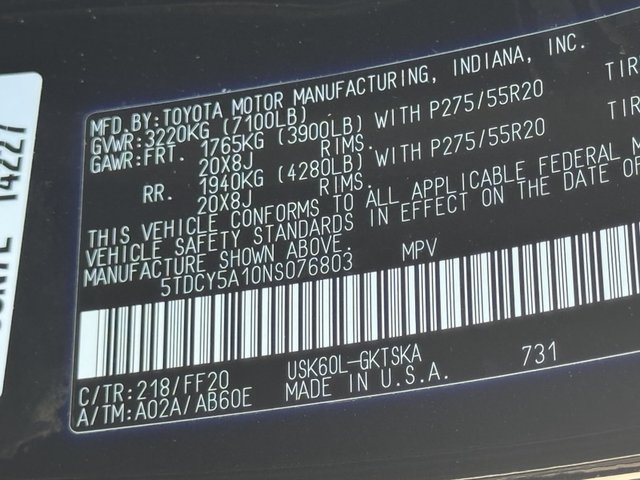 MFD.BY:TOYOTA MOTOR MANUFACTURING, INDIANA, INC.
GVWR:3220KG (7100LB)
GAWR:FRT. 1765KG (3900LB) WITH P275/55R20 TIR
20X8J RIMS.
RR. 1940KG (4280LB) WITH P275/55R20 TIR
20X8J RIMS.
THIS VEHICLE CONFORMS TO ALL APPLICABLE FEDERAL M
VEHICLE SAFETY STANDARDS IN EFFECT ON THE DATE OF
MANUFACTURE SHOWN ABOVE.
5TDCY5A10NS076803 MPV
C/TR:218/FF20 USK60L-GKTSKA 731
A/TM:A02A/AB60E MADE IN U.S.A.
14227